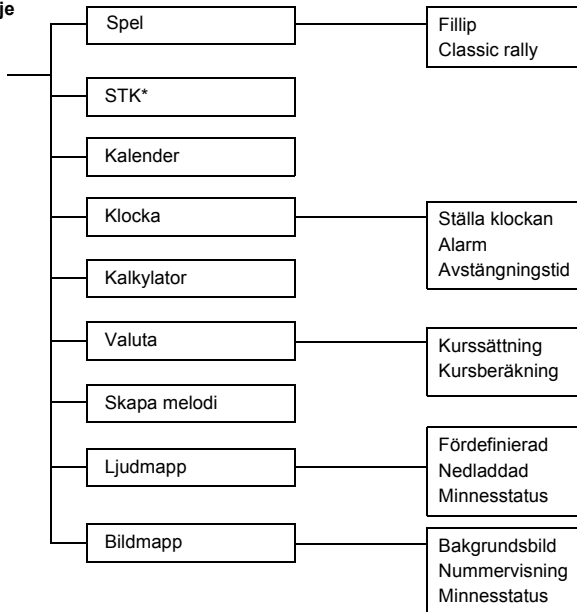 je
Spel
Fillip
Classic rally
STK*
Kalender
Klocka
Ställa klockan
Alarm
Avstängningstid
Kalkylator
Valuta
Kurssättning
Kursberäkning
Skapa melodi
Ljudmapp
Fördefinierad
Nedladdad
Minnesstatus
Bildmapp
Bakgrundsbild
Nummervisning
Minnesstatus